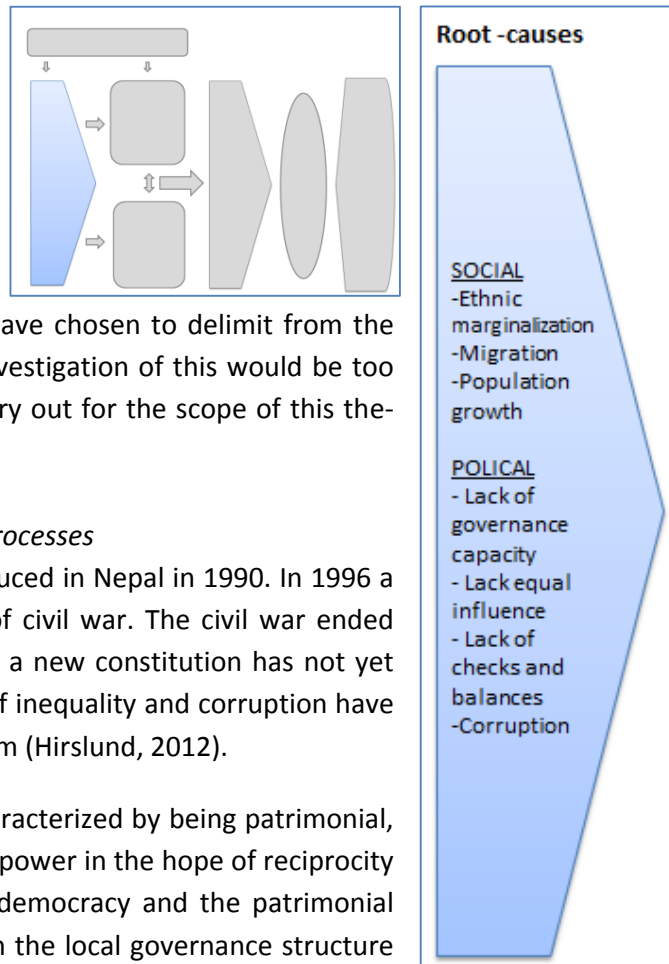 ave chosen to delimit from the
vestigation of this would be too
ry out for the scope of this the-
rocesses
uced in Nepal in 1990. In 1996 a
of civil war. The civil war ended
a new constitution has not yet
f inequality and corruption have
m (Hirslund, 2012).
racterized by being patrimonial,
power in the hope of reciprocity
democracy and the patrimonial
n the local governance structure
Root -causes
SOCIAL
-Ethnic
marginalization
-Migration
-Population
growth
POLICAL
- Lack of
governance
capacity
- Lack equal
influence
- Lack of
checks and
balances
-Corruption